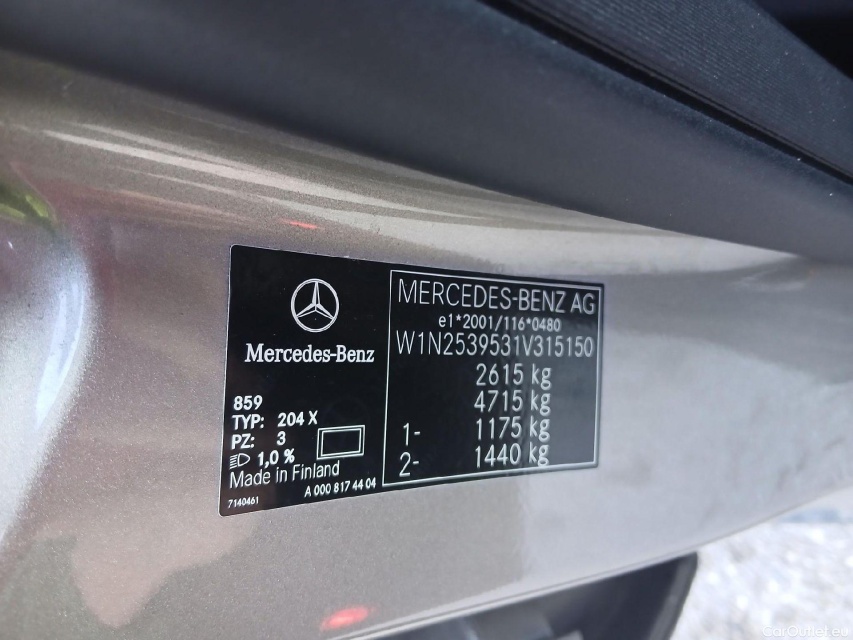 Mercedes-Benz
859
TYP: 204 X
PZ: 3
1,0 %
Made in Finland
7140461
A 000 817 44 04
MERCEDES-BENZ AG
e1*2001/116*0480
W1N2539531V315150
2615 kg
4715 kg
1- 1175 kg
2- 1440 kg
CarOutlet.eu